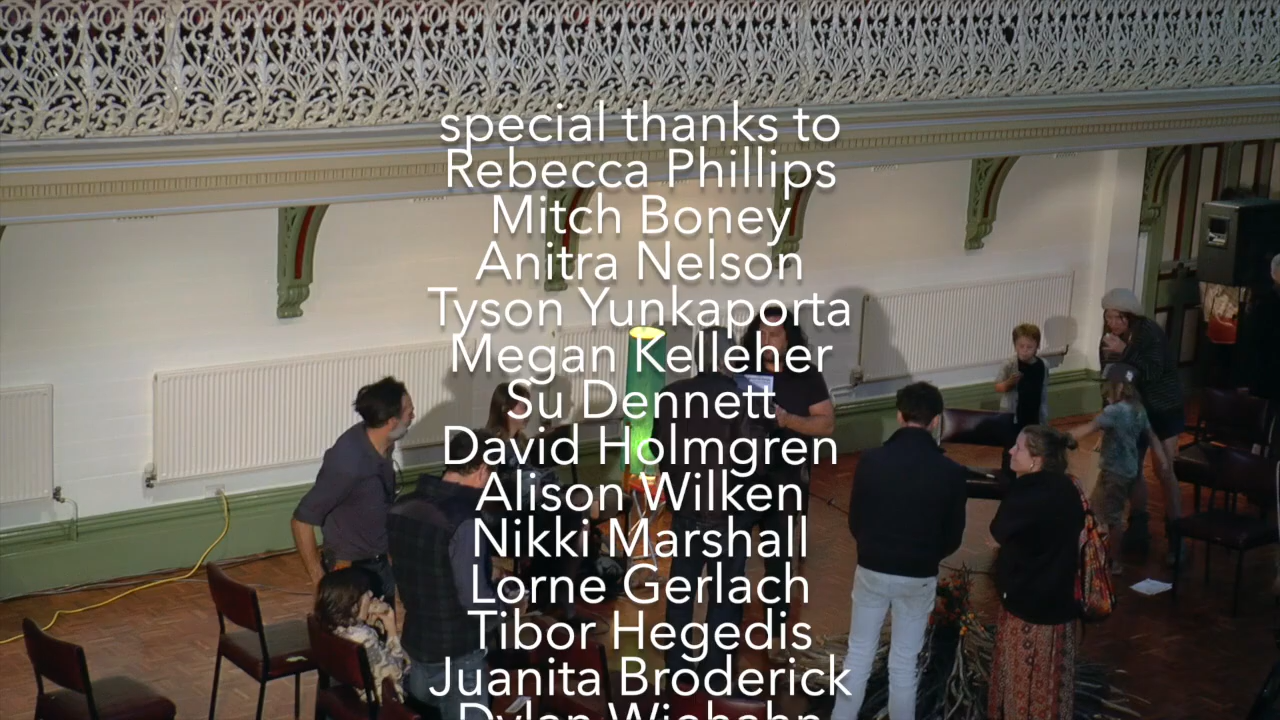 special thanks to
Rebecca Phillips
Mitch Boney
Anitra Nelson
Tyson Yunkaporta
Megan Kelleher
Su Dennett
David Holmgren
Alison Wilken
Nikki Marshall
Lorne Gerlach
Tibor Hegedis
Juanita Broderick
Dylan